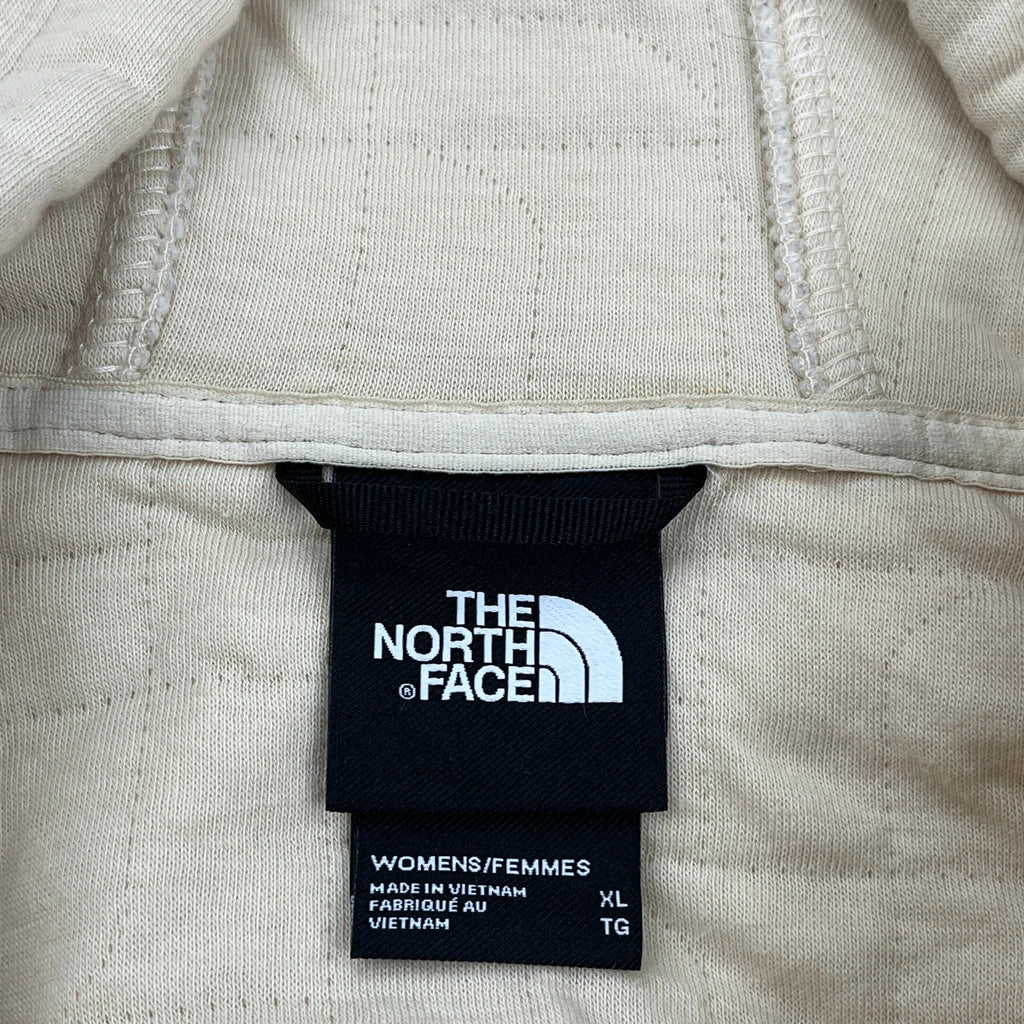 THE
NORTH
® FACE
WOMENS/FEMMES
MADE IN VIETNAM
FABRIQUÉ AU
VIETNAM
XL
TG